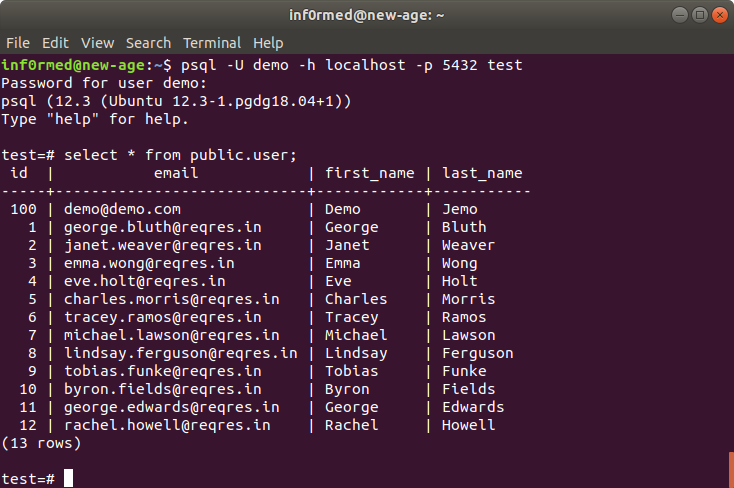 inf0rmed@new-age: ~
File Edit View Search Terminal Help
inf0rmed@new-age:~$ psql -U demo -h localhost -p 5432 test
Password for user demo:
psql (12.3 (Ubuntu 12.3-1.pgdg18.04+1))
Type "help" for help.

test=# select * from public.user;
 id  |           email            | first_name | last_name
-----+----------------------------+------------+-----------
 100 | demo@demo.com              | Demo       | Jemo
   1 | george.bluth@reqres.in     | George     | Bluth
   2 | janet.weaver@reqres.in     | Janet      | Weaver
   3 | emma.wong@reqres.in        | Emma       | Wong
   4 | eve.holt@reqres.in         | Eve        | Holt
   5 | charles.morris@reqres.in   | Charles    | Morris
   6 | tracey.ramos@reqres.in     | Tracey     | Ramos
   7 | michael.lawson@reqres.in   | Michael    | Lawson
   8 | lindsay.ferguson@reqres.in | Lindsay    | Ferguson
   9 | tobias.funke@reqres.in     | Tobias     | Funke
  10 | byron.fields@reqres.in     | Byron      | Fields
  11 | george.edwards@reqres.in   | George     | Edwards
  12 | rachel.howell@reqres.in    | Rachel     | Howell
(13 rows)

test=#